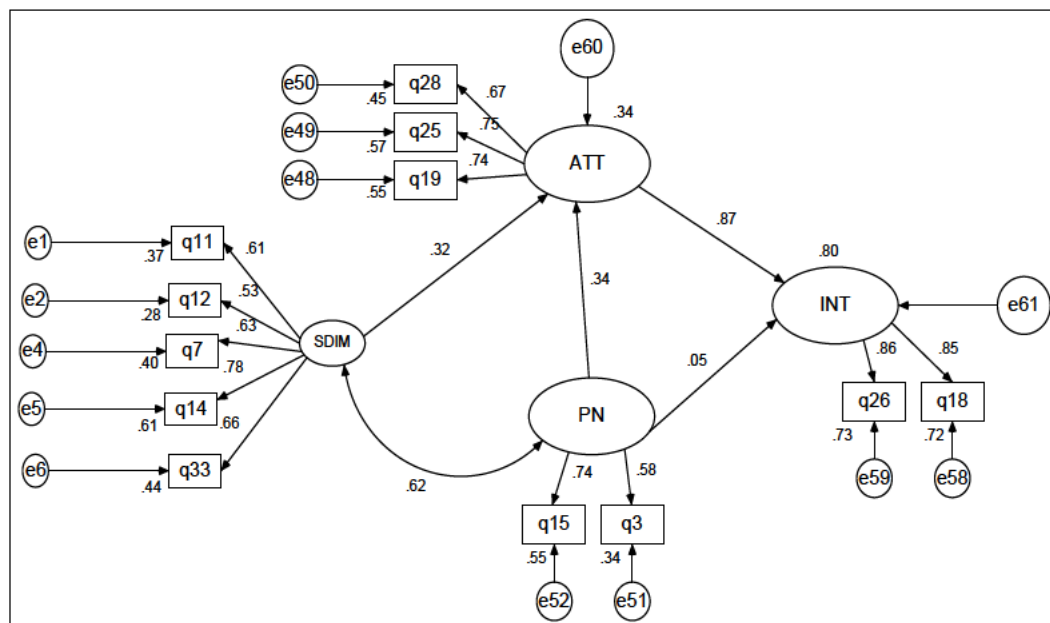 e60
e50 q28 .67 .34
.45
e49 q25 .75
.57 ATT
e48 q19 .74
.55
.87
e1 q11 .61
.37 .32 .80
.34
e2 q12 .53 INT e61
.28
.63
e4 q7 SDIM
.40 .78 .05 .86 .85
e5 q14 q26 q18
.61 .66 PN
.73 .72
e6 q33
.44 .74 .58 e59 e58
.62
q15 q3
.55 .34
e52 e51